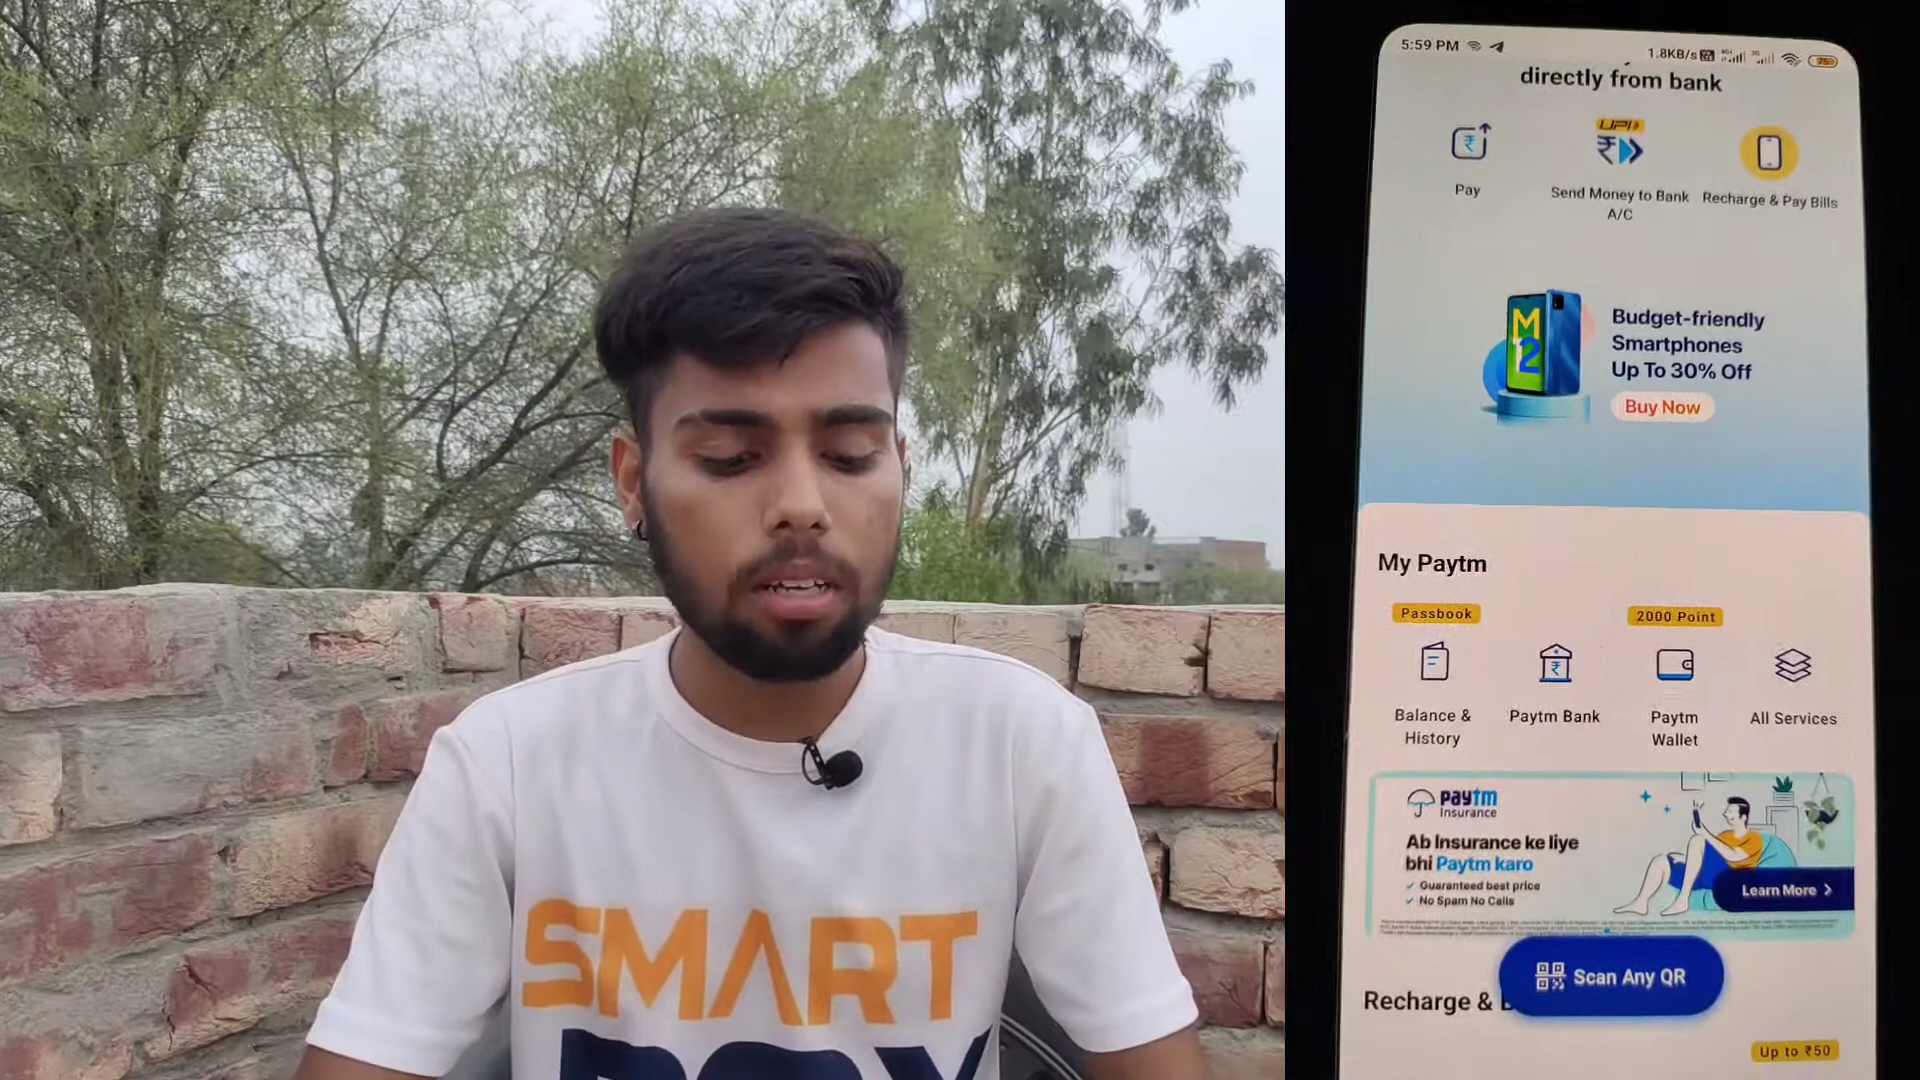 SMART
BOY
5:59 PM
1.8KB/s
75
directly from bank
Pay
UPI
Send Money to Bank
A/C
Recharge & Pay Bills
M
12
Budget-friendly
Smartphones
Up To 30% Off
Buy Now
My Paytm
Passbook
2000 Point
Balance &
History
Paytm Bank
Paytm
Wallet
All Services
paytm
Insurance
Ab Insurance ke liye
bhi Paytm karo
✓ Guaranteed best price
✓ No Spam No Calls
Learn More >
Scan Any QR
Recharge &
Up to ₹50